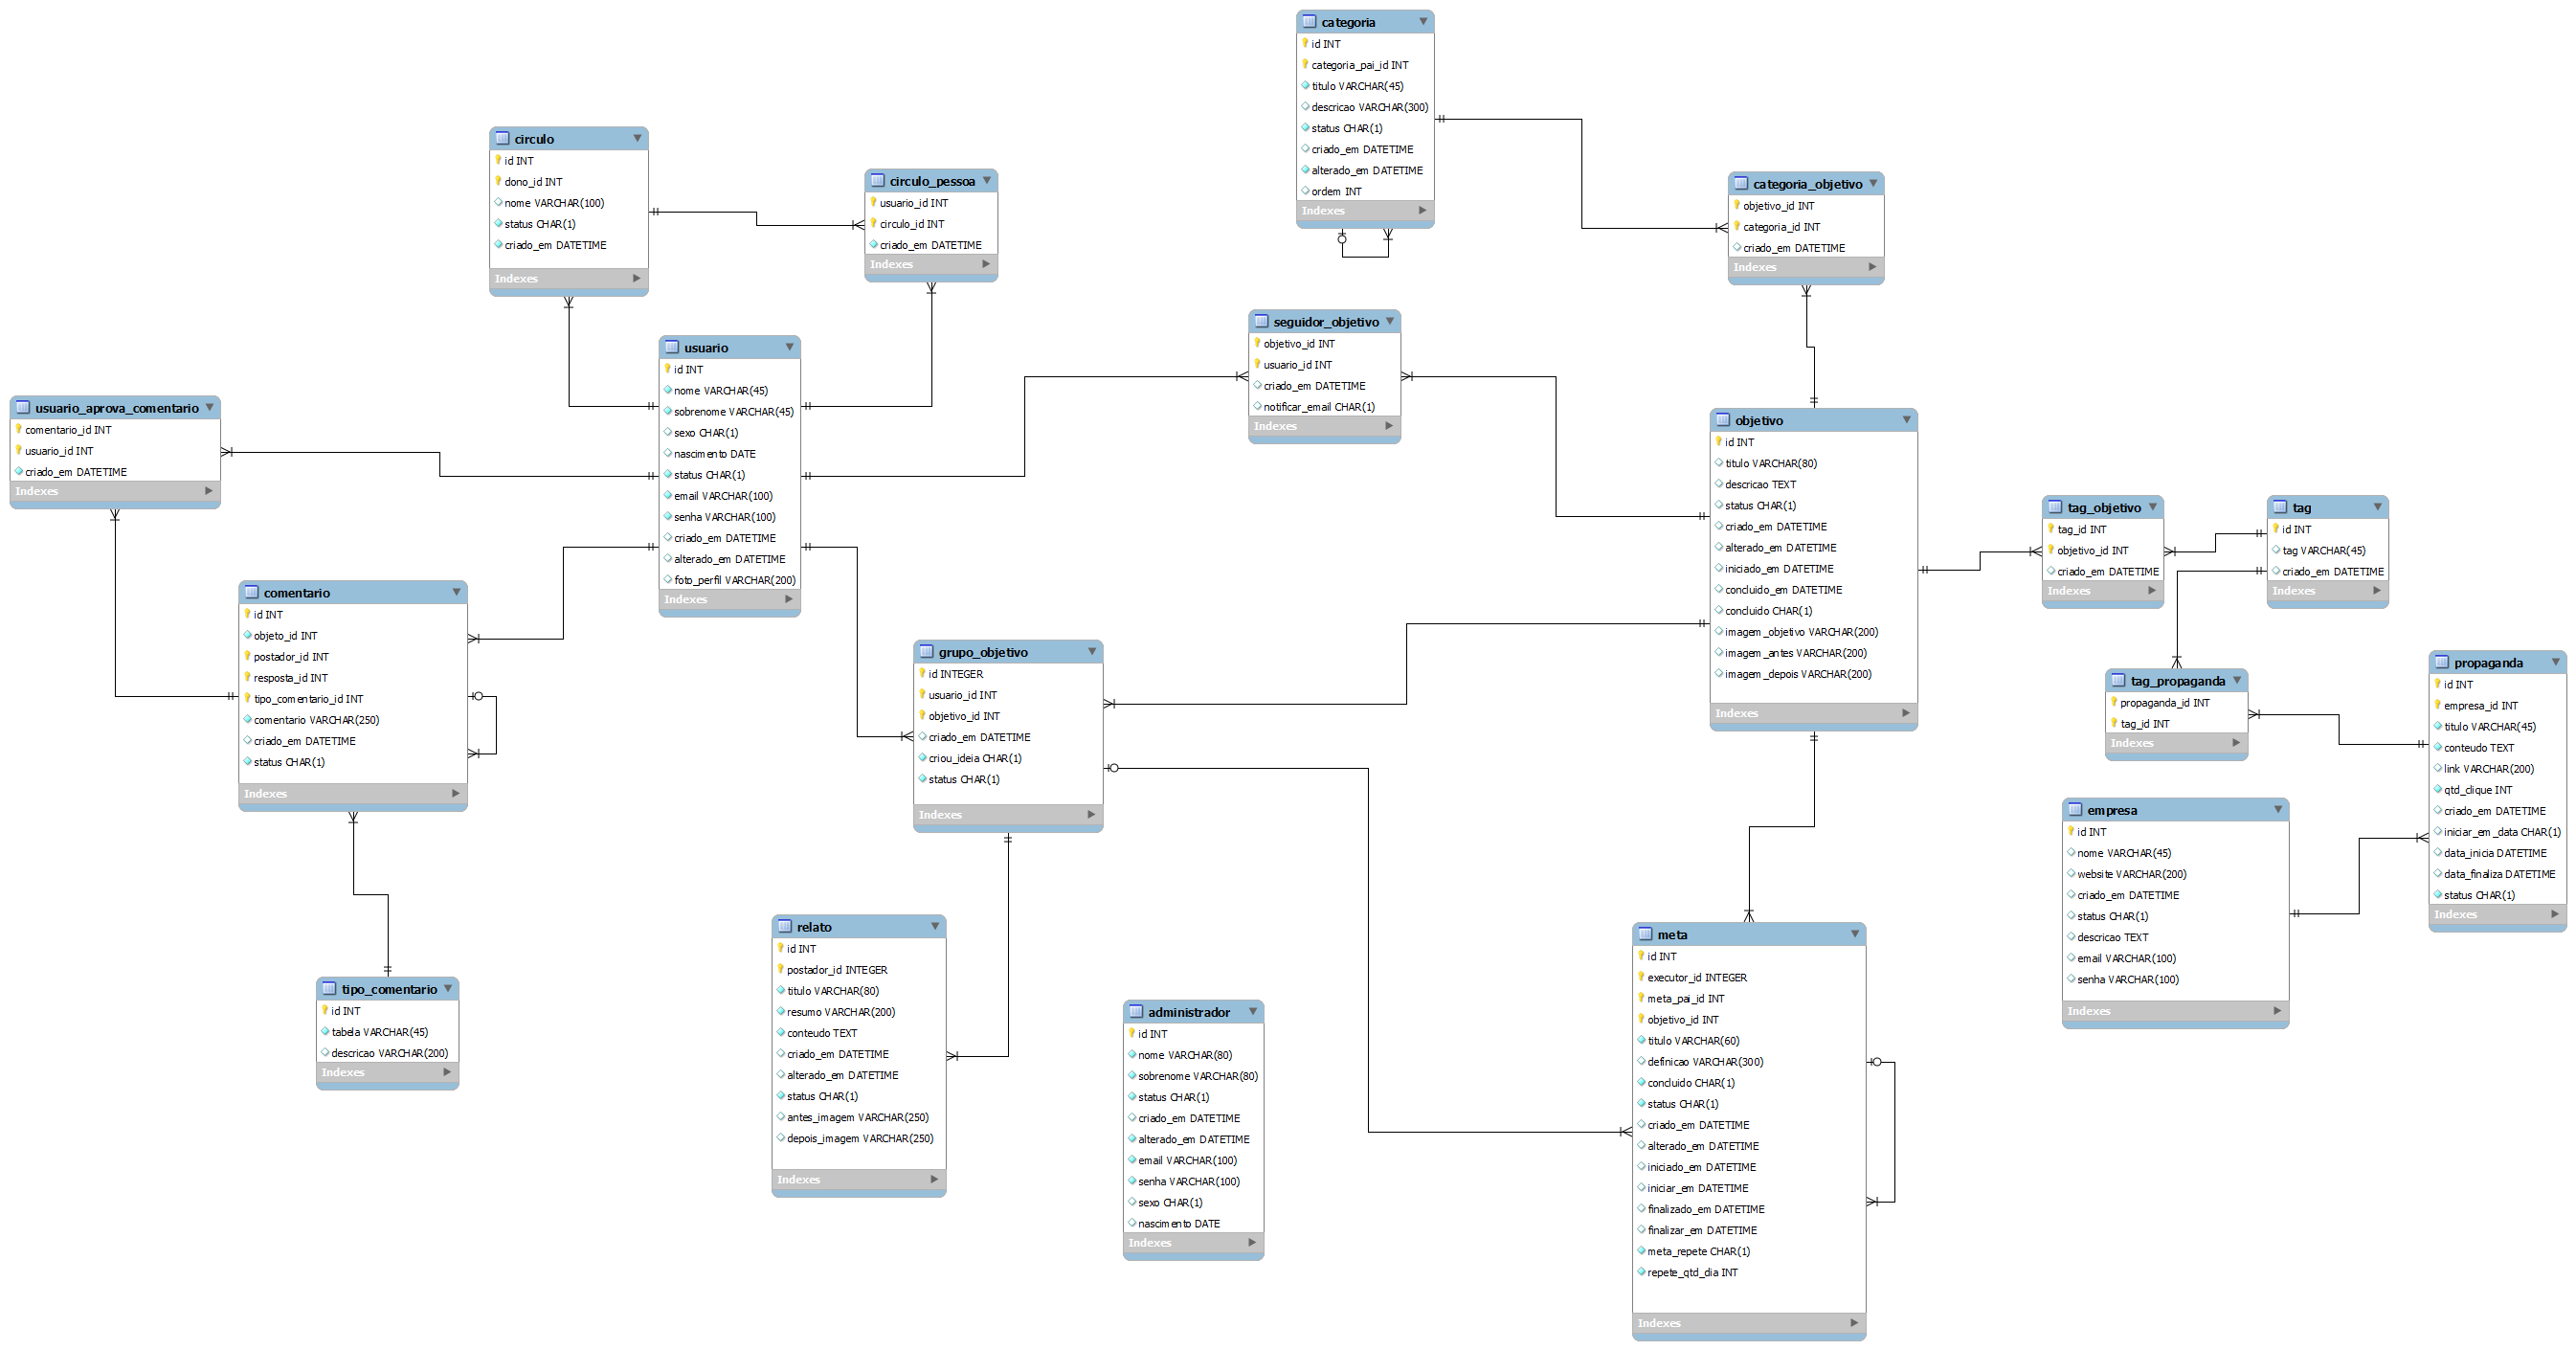 categoria
id INT
categoria_pai_id INT
titulo VARCHAR(45)
descricao VARCHAR(300)
status CHAR(1)
criado_em DATETIME
alterado_em DATETIME
ordem INT
Indexes
circulo
id INT
dono_id INT
nome VARCHAR(100)
status CHAR(1)
criado_em DATETIME
Indexes
circulo_pessoa
usuario_id INT
circulo_id INT
criado_em DATETIME
Indexes
categoria_objetivo
objetivo_id INT
categoria_id INT
criado_em DATETIME
Indexes
seguidor_objetivo
objetivo_id INT
usuario_id INT
criado_em DATETIME
notificar_email CHAR(1)
Indexes
usuario
id INT
nome VARCHAR(45)
sobrenome VARCHAR(45)
sexo CHAR(1)
nascimento DATE
status CHAR(1)
email VARCHAR(100)
senha VARCHAR(100)
criado_em DATETIME
alterado_em DATETIME
foto_perfil VARCHAR(200)
Indexes
usuario_aprova_comentario
comentario_id INT
usuario_id INT
criado_em DATETIME
Indexes
objetivo
id INT
titulo VARCHAR(80)
descricao TEXT
status CHAR(1)
criado_em DATETIME
alterado_em DATETIME
iniciado_em DATETIME
concluido_em DATETIME
concluido CHAR(1)
imagem_objetivo VARCHAR(200)
imagem_antes VARCHAR(200)
imagem_depois VARCHAR(200)
Indexes
tag_objetivo
tag_id INT
objetivo_id INT
criado_em DATETIME
Indexes
tag
id INT
tag VARCHAR(45)
criado_em DATETIME
Indexes
comentario
id INT
objeto_id INT
postador_id INT
resposta_id INT
tipo_comentario_id INT
comentario VARCHAR(250)
criado_em DATETIME
status CHAR(1)
Indexes
grupo_objetivo
id INTEGER
usuario_id INT
objetivo_id INT
criado_em DATETIME
criou_ideia CHAR(1)
status CHAR(1)
Indexes
tag_propaganda
propaganda_id INT
tag_id INT
Indexes
propaganda
id INT
empresa_id INT
titulo VARCHAR(45)
conteudo TEXT
link VARCHAR(200)
qtd_clique INT
criado_em DATETIME
iniciar_em_data CHAR(1)
data_inicia DATETIME
data_finaliza DATETIME
status CHAR(1)
Indexes
empresa
id INT
nome VARCHAR(45)
website VARCHAR(200)
criado_em DATETIME
status CHAR(1)
descricao TEXT
email VARCHAR(100)
senha VARCHAR(100)
Indexes
relato
id INT
postador_id INTEGER
titulo VARCHAR(80)
resumo VARCHAR(200)
conteudo TEXT
criado_em DATETIME
alterado_em DATETIME
status CHAR(1)
antes_imagem VARCHAR(250)
depois_imagem VARCHAR(250)
Indexes
meta
id INT
executor_id INTEGER
meta_pai_id INT
objetivo_id INT
titulo VARCHAR(60)
definicao VARCHAR(300)
concluido CHAR(1)
status CHAR(1)
criado_em DATETIME
alterado_em DATETIME
iniciado_em DATETIME
iniciar_em DATETIME
finalizado_em DATETIME
finalizar_em DATETIME
meta_repete CHAR(1)
repete_qtd_dia INT
Indexes
tipo_comentario
id INT
tabela VARCHAR(45)
descricao VARCHAR(200)
Indexes
administrador
id INT
nome VARCHAR(80)
sobrenome VARCHAR(80)
status CHAR(1)
criado_em DATETIME
alterado_em DATETIME
email VARCHAR(100)
senha VARCHAR(100)
sexo CHAR(1)
nascimento DATE
Indexes